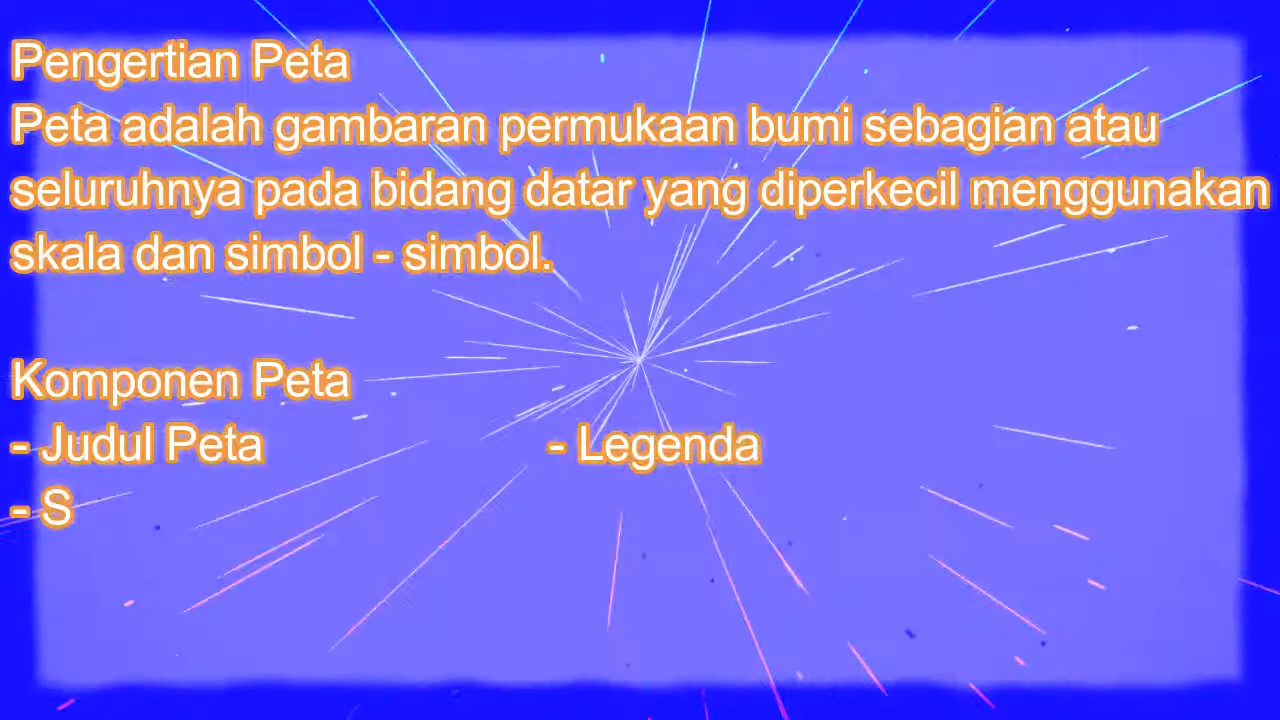 Pengertian Peta
Peta adalah gambaran permukaan bumi sebagian atau
seluruhnya pada bidang datar yang diperkecil menggunakan
skala dan simbol - simbol.
Komponen Peta
- Judul Peta - Legenda
- S